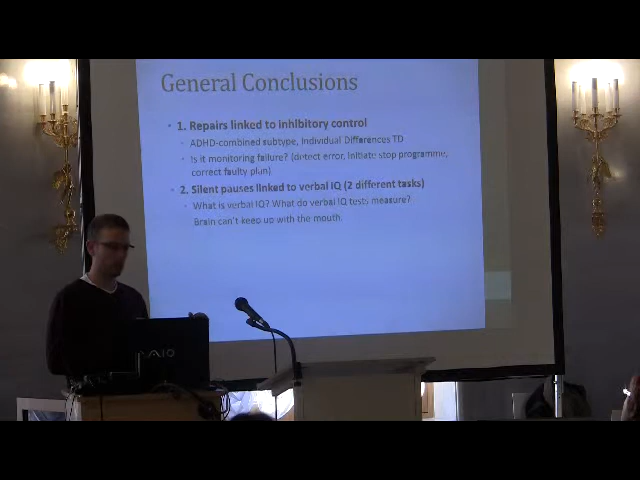 General Conclusions
1. Repairs linked to inhibitory control
ADHD-combined subtype, Individual Differences TD
Is it monitoring failure? (detect error, initiate stop programme,
correct faulty plan)
2. Silent pauses linked to verbal IQ (2 different tasks)
What is verbal IQ? What do verbal IQ tests measure?
Brain can't keep up with the mouth.
VAIO